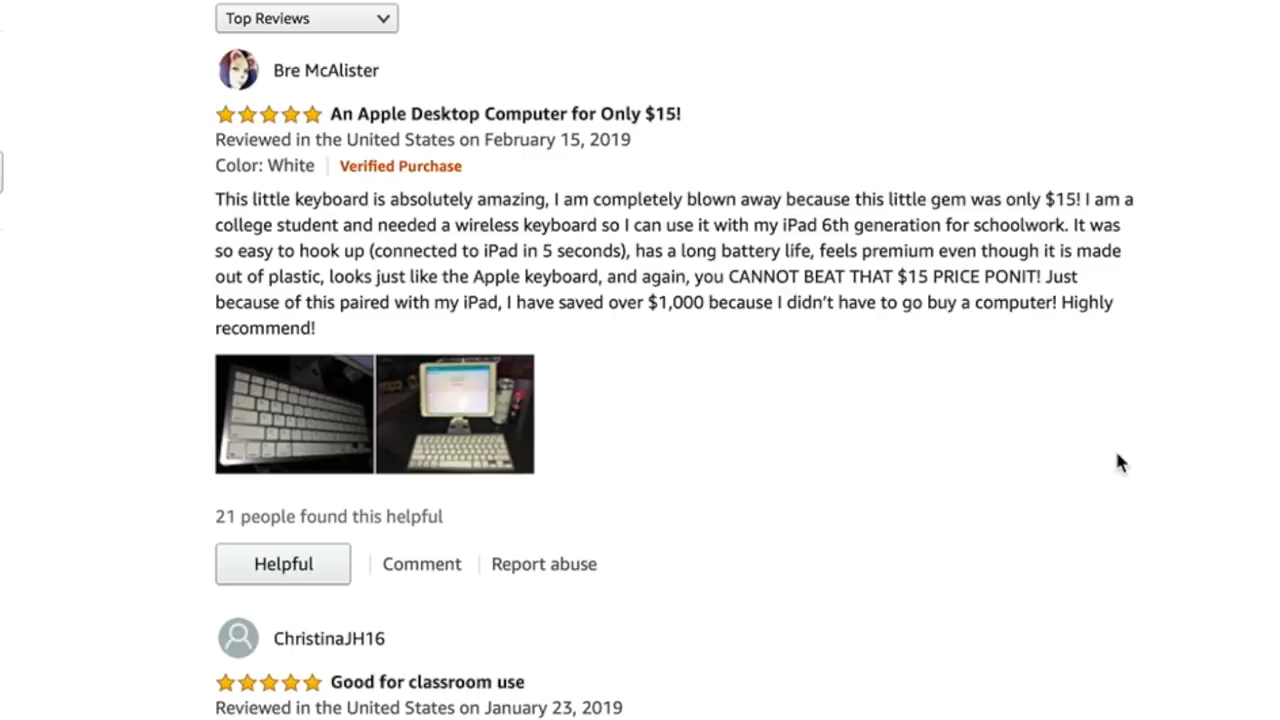 Top Reviews
Bre McAlister
An Apple Desktop Computer for Only $15!
Reviewed in the United States on February 15, 2019
Color: White | Verified Purchase
This little keyboard is absolutely amazing, I am completely blown away because this little gem was only $15! I am a
college student and needed a wireless keyboard so I can use it with my iPad 6th generation for schoolwork. It was
so easy to hook up (connected to iPad in 5 seconds), has a long battery life, feels premium even though it is made
out of plastic, looks just like the Apple keyboard, and again, you CANNOT BEAT THAT $15 PRICE PONIT! Just
because of this paired with my iPad, I have saved over $1,000 because I didn't have to go buy a computer! Highly
recommend!
21 people found this helpful
Helpful | Comment | Report abuse
ChristinaJH16
Good for classroom use
Reviewed in the United States on January 23, 2019